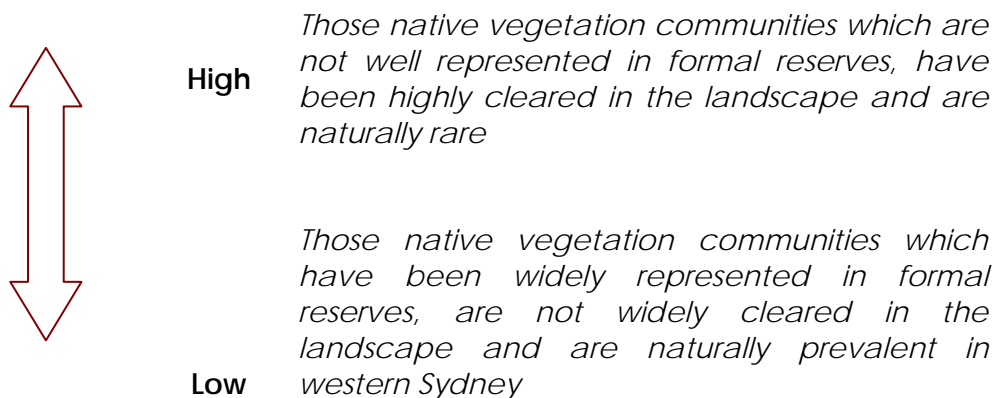 Those native vegetation communities which are
High not well represented in formal reserves, have
been highly cleared in the landscape and are
naturally rare
Those native vegetation communities which
have been widely represented in formal
reserves, are not widely cleared in the
landscape and are naturally prevalent in
Low western Sydney